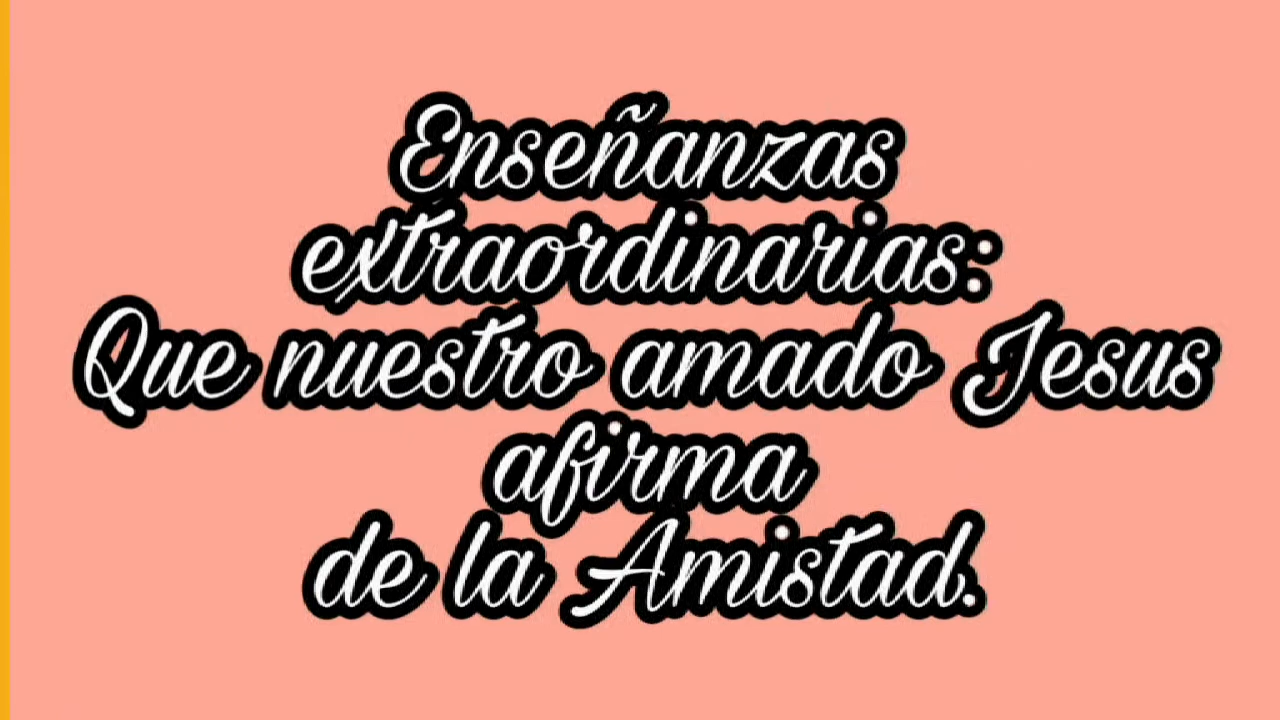 Enseñanzas
extraordinarias:
Que nuestro amado Jesus
afirma
de la Amistad.